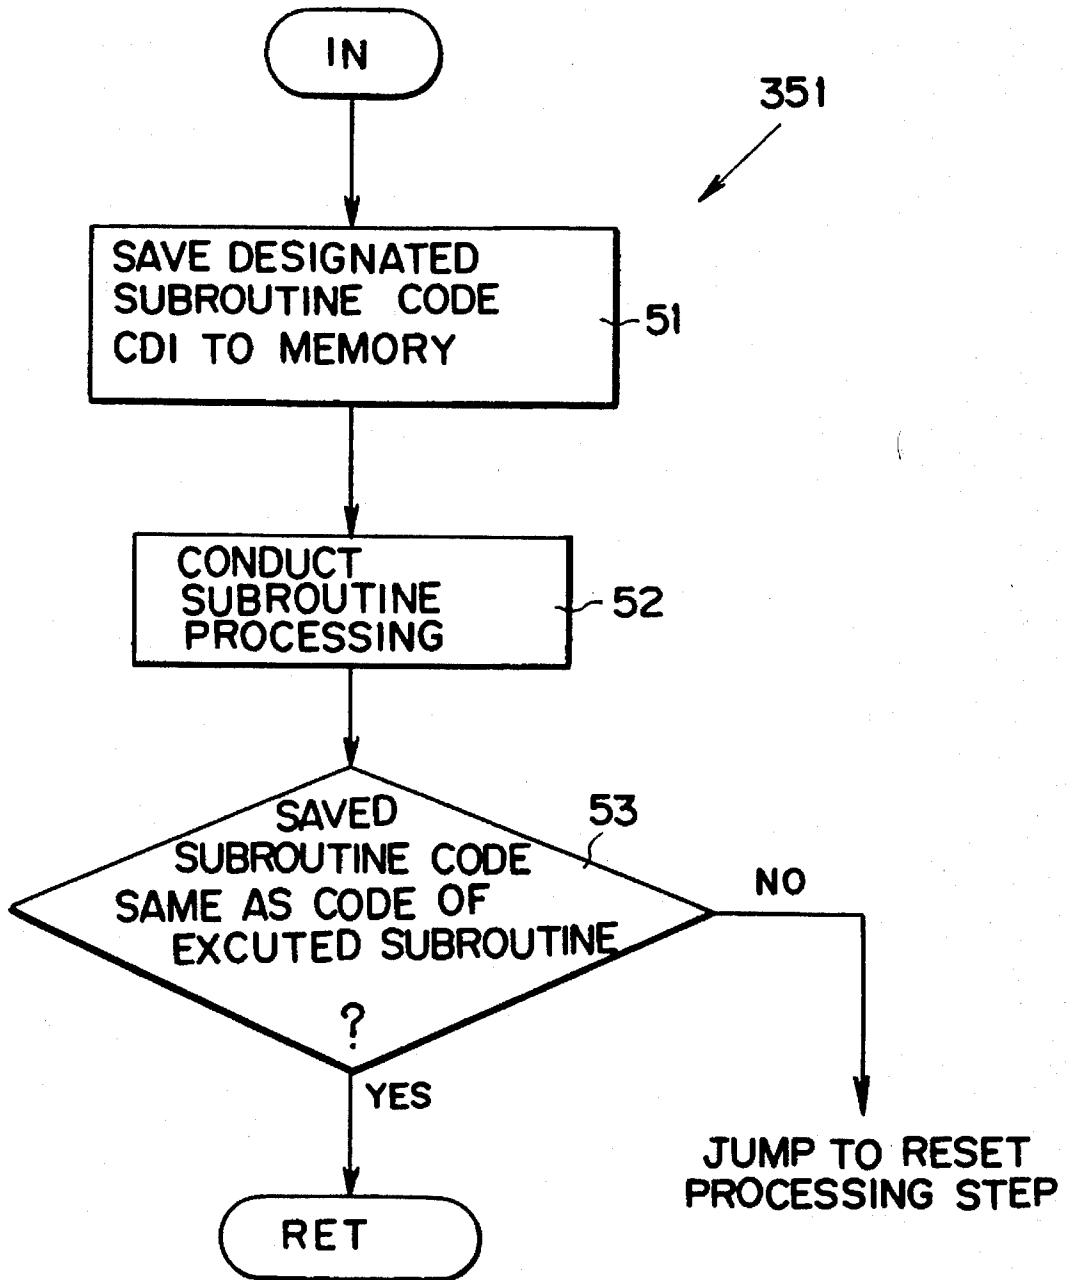 IN
351
SAVE DESIGNATED
SUBROUTINE CODE
CDI TO MEMORY
51
CONDUCT
SUBROUTINE
PROCESSING
52
53
SAVED
SUBROUTINE CODE
SAME AS CODE OF
EXCUTED SUBROUTINE
?
NO
YES
JUMP TO RESET
PROCESSING STEP
RET